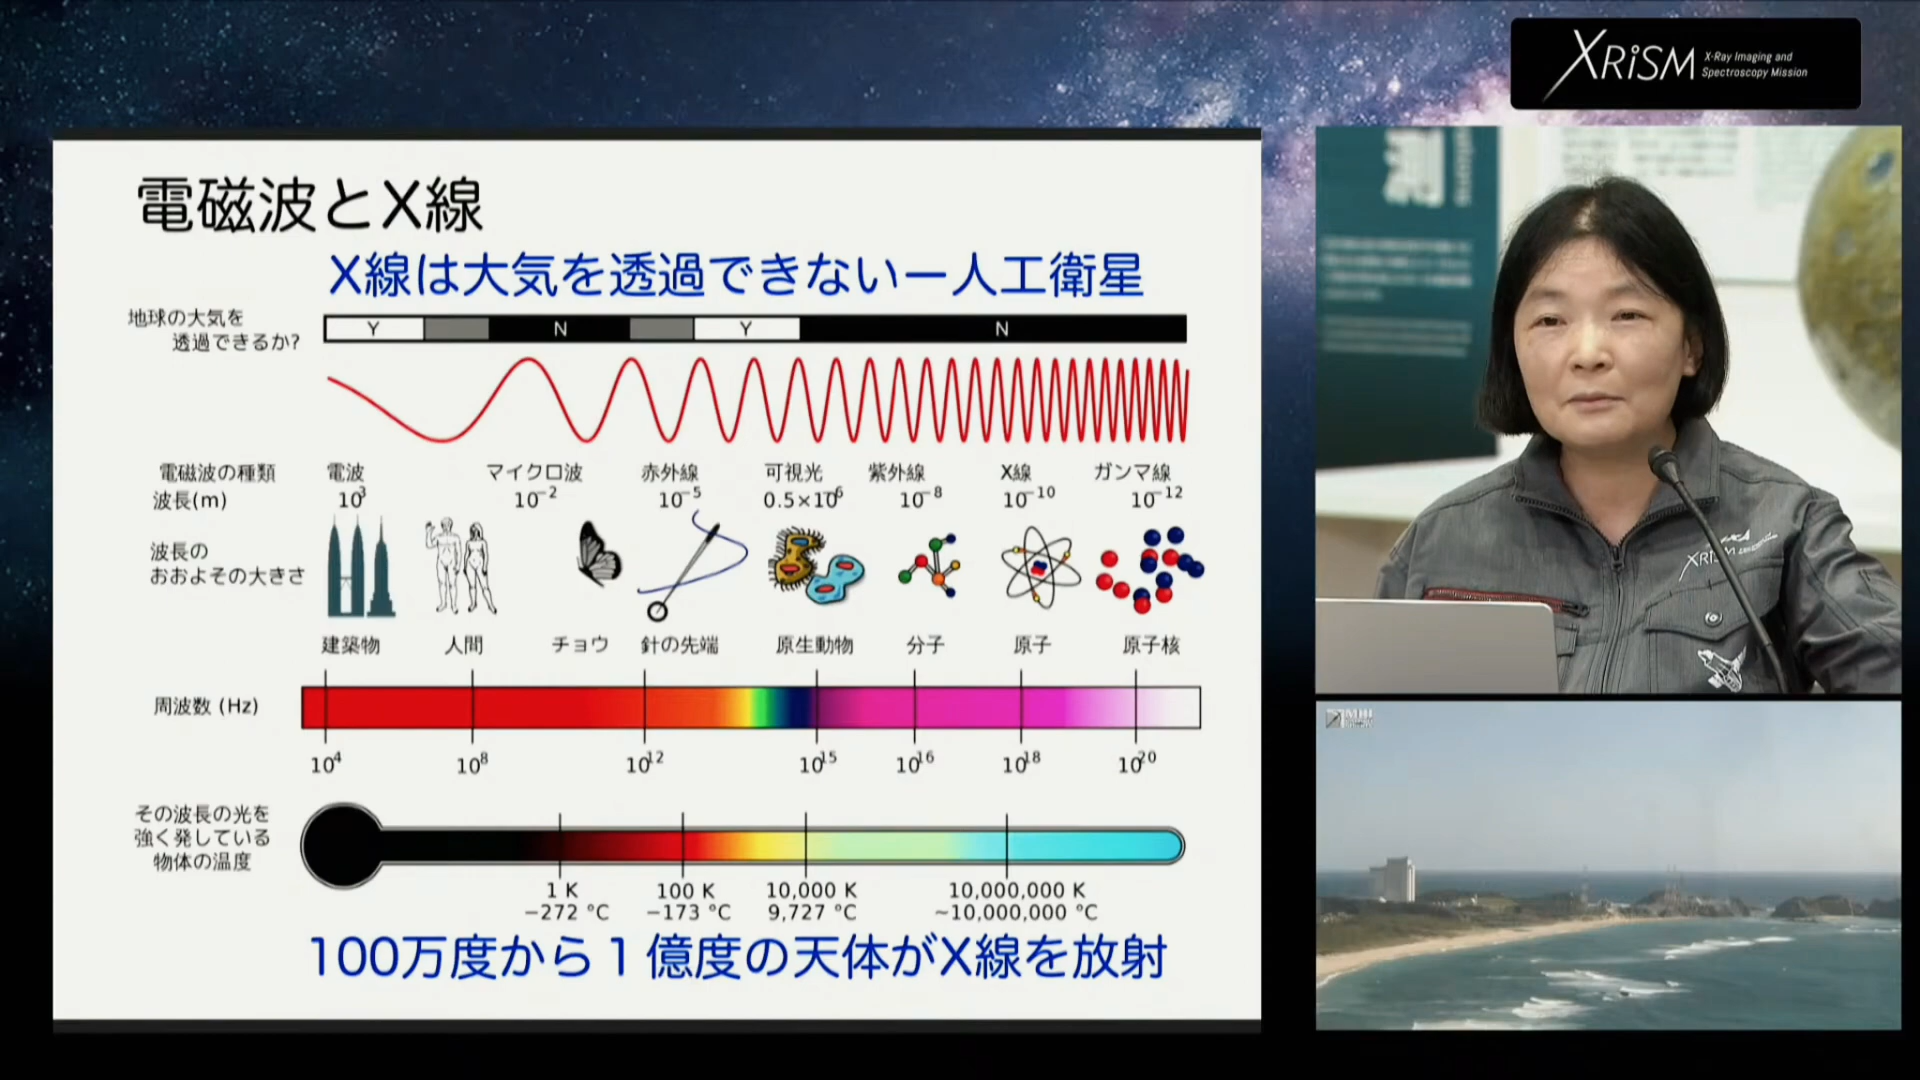 XRISM
X-Ray Imaging and
Spectroscopy Mission
電磁波とX線
X線は大気を透過できないー人工衛星
地球の大気を
透過できるか?
Y N Y N
電磁波の種類 電波 マイクロ波 赤外線 可視光 紫外線 X線 ガンマ線
波長(m) 10³ 10⁻² 10⁻⁵ 0.5×10⁶ 10⁻⁸ 10⁻¹⁰ 10⁻¹²
波長の
おおよその大きさ
建築物 人間 チョウ 針の先端 原生動物 分子 原子 原子核
周波数 (Hz)
10⁴ 10⁸ 10¹² 10¹⁵ 10¹⁶ 10¹⁸ 10²⁰
その波長の光を
強く発している
物体の温度
1 K 100 K 10,000 K 10,000,000 K
−272 °C −173 °C 9,727 °C ~10,000,000 °C
100万度から１億度の天体がX線を放射
XRISM
MHI